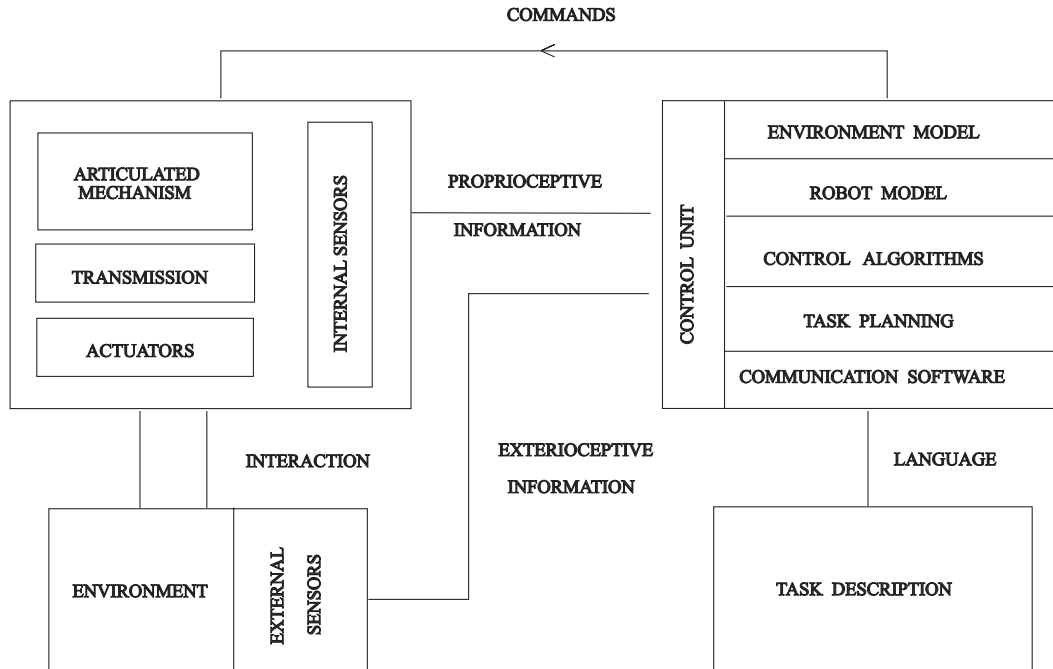 COMMANDS
ARTICULATED
MECHANISM
TRANSMISSION
ACTUATORS
INTERNAL SENSORS
PROPRIOCEPTIVE
INFORMATION
CONTROL UNIT
ENVIRONMENT MODEL
ROBOT MODEL
CONTROL ALGORITHMS
TASK PLANNING
COMMUNICATION SOFTWARE
INTERACTION
EXTERIOCEPTIVE
INFORMATION
LANGUAGE
ENVIRONMENT
EXTERNAL
SENSORS
TASK DESCRIPTION